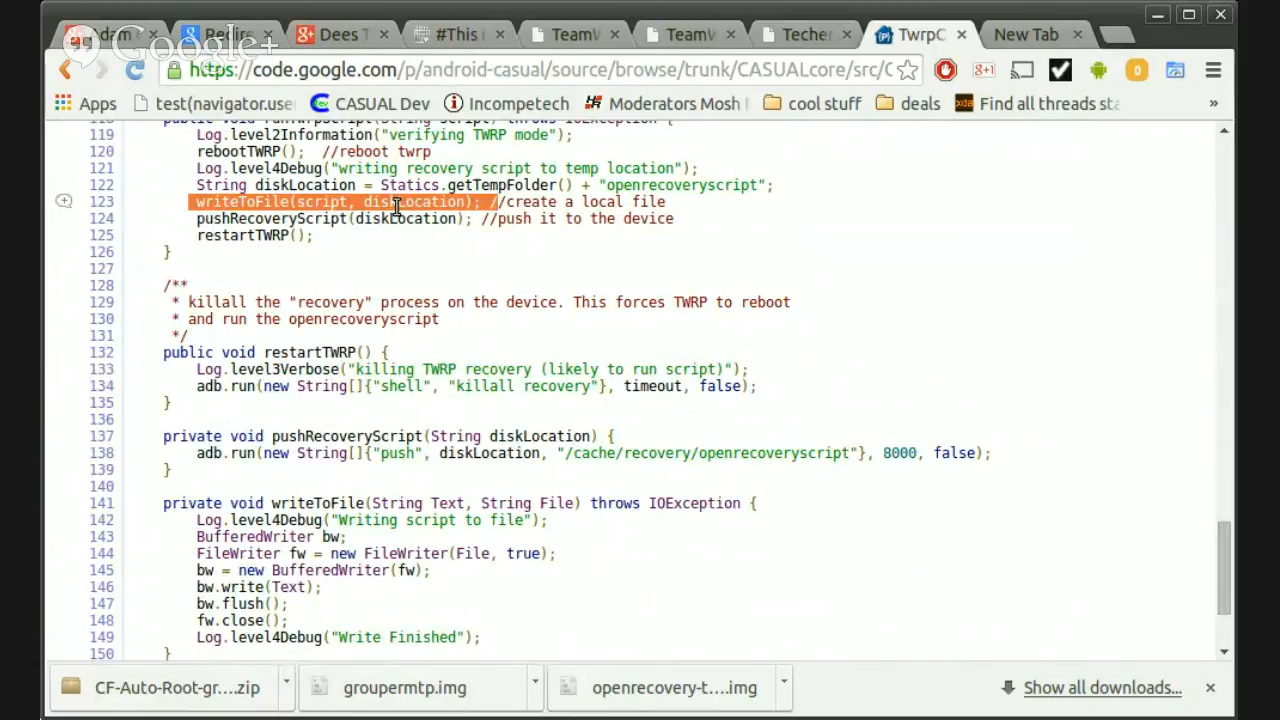 Google+
Adam
Redire
Dees T
#This i
TeamW
TeamW
Techer
TwrpC
New Tab
https://code.google.com/p/android-casual/source/browse/trunk/CASUALcore/src/C
0
Apps
test(navigator.use
CASUAL Dev
Incompetech
Moderators Mosh
cool stuff
deals
Find all threads sta
»
119 Log.level2Information("verifying TWRP mode");
120 rebootTWRP();  //reboot twrp
121 Log.level4Debug("writing recovery script to temp location");
122 String diskLocation = Statics.getTempFolder() + "openrecoveryscript";
123 writeToFile(script, diskLocation); //create a local file
124 pushRecoveryScript(diskLocation); //push it to the device
125 restartTWRP();
126 }
127
128 /**
129 * killall the "recovery" process on the device. This forces TWRP to reboot
130 * and run the openrecoveryscript
131 */
132 public void restartTWRP() {
133 Log.level3Verbose("killing TWRP recovery (likely to run script)");
134 adb.run(new String[]{"shell", "killall recovery"}, timeout, false);
135 }
136
137 private void pushRecoveryScript(String diskLocation) {
138 adb.run(new String[]{"push", diskLocation, "/cache/recovery/openrecoveryscript"}, 8000, false);
139 }
140
141 private void writeToFile(String Text, String File) throws IOException {
142 Log.level4Debug("Writing script to file");
143 BufferedWriter bw;
144 FileWriter fw = new FileWriter(File, true);
145 bw = new BufferedWriter(fw);
146 bw.write(Text);
147 bw.flush();
148 fw.close();
149 Log.level4Debug("Write Finished");
150 }
CF-Auto-Root-gr....zip
groupermtp.img
openrecovery-t....img
Show all downloads...